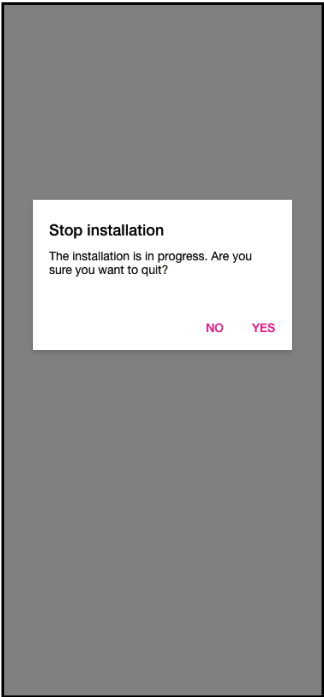 Stop installation
The installation is in progress. Are you
sure you want to quit?
NO YES